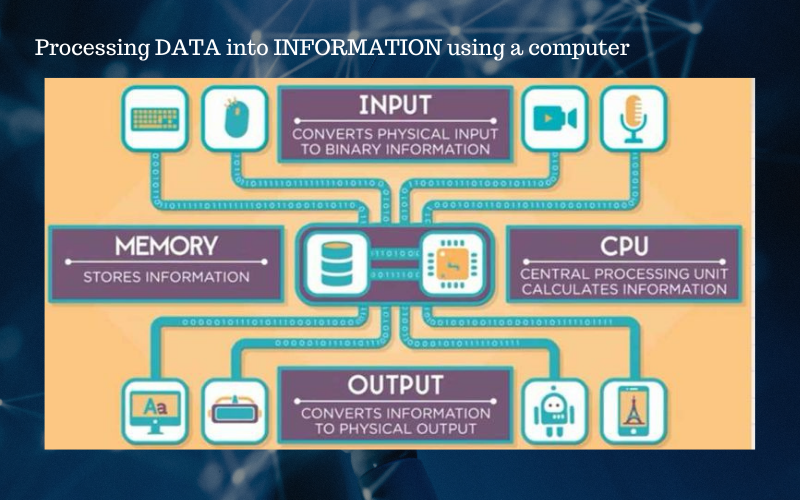 Processing DATA into INFORMATION using a computer
INPUT
CONVERTS PHYSICAL INPUT
TO BINARY INFORMATION
MEMORY
STORES INFORMATION
CPU
CENTRAL PROCESSING UNIT
CALCULATES INFORMATION
Aa
OUTPUT
CONVERTS INFORMATION
TO PHYSICAL OUTPUT